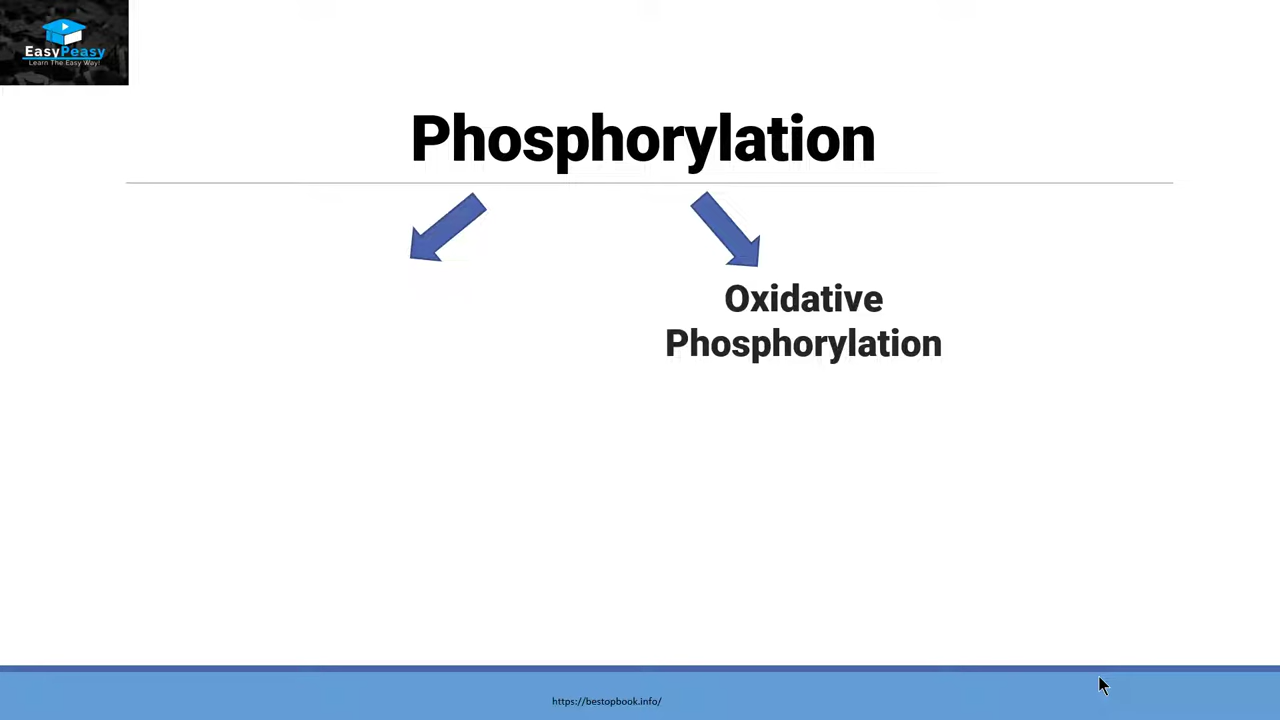 EasyPeasy
Learn The Easy Way!
Phosphorylation
Oxidative
Phosphorylation
https://bestopbook.info/